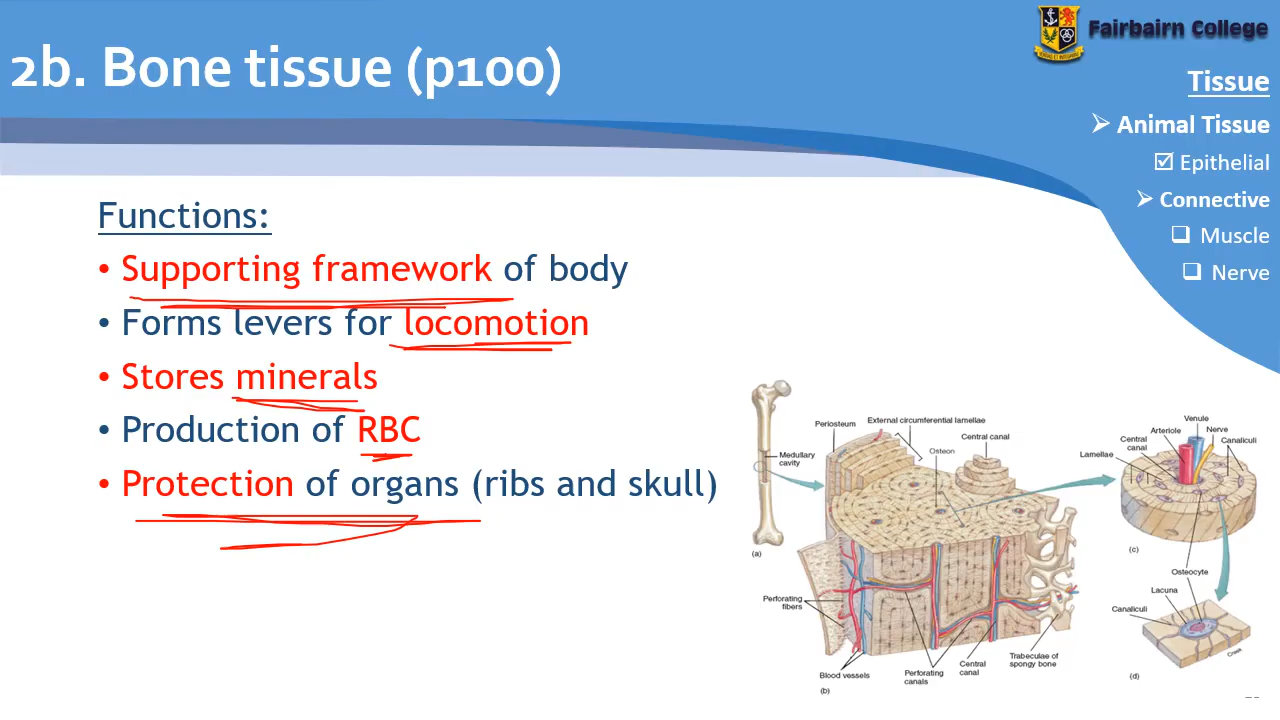 2b. Bone tissue (p100)
Fairbairn College
Tissue
➢ Animal Tissue
☑ Epithelial
➢ Connective
❑ Muscle
❑ Nerve
Functions:
• Supporting framework of body
• Forms levers for locomotion
• Stores minerals
• Production of RBC
• Protection of organs (ribs and skull)
Periosteum
External circumferential lamellae
Osteon
Central canal
Medullary
cavity
(a)
Perforating
fibers
Blood vessels
(b)
Perforating
canals
Central
canal
Trabeculae of
spongy bone
Venule
Arteriole
Nerve
Central
canal
Canaliculi
Lamellae
(c)
Osteocyte
Lacuna
Canaliculi
(d)